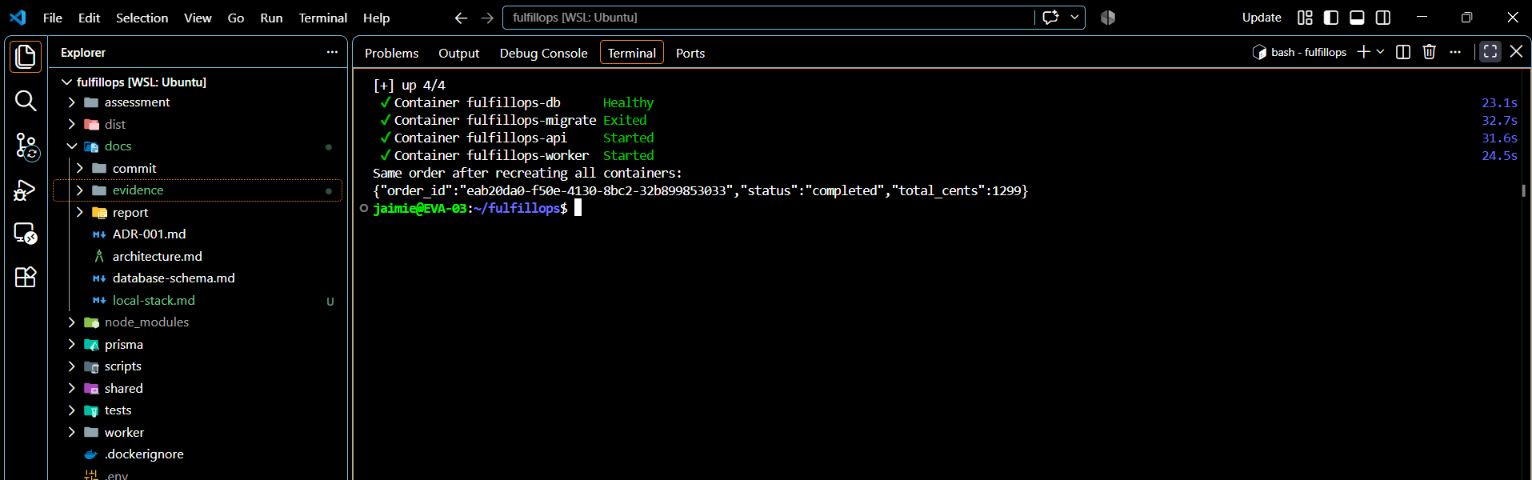 File Edit Selection View Go Run Terminal Help
fulfillops [WSL: Ubuntu]
Update
Explorer
fulfillops [WSL: Ubuntu]
assessment
dist
docs
commit
evidence
report
ADR-001.md
architecture.md
database-schema.md
local-stack.md U
node_modules
prisma
scripts
shared
tests
worker
.dockerignore
.env
Problems Output Debug Console Terminal Ports
bash - fulfillops
[+] up 4/4
✓ Container fulfillops-db Healthy 23.1s
✓ Container fulfillops-migrate Exited 32.7s
✓ Container fulfillops-api Started 31.6s
✓ Container fulfillops-worker Started 24.5s
Same order after recreating all containers:
{"order_id":"eab20da0-f50e-4130-8bc2-32b899853033","status":"completed","total_cents":1299}
jaimie@EVA-03:~/fulfillops$